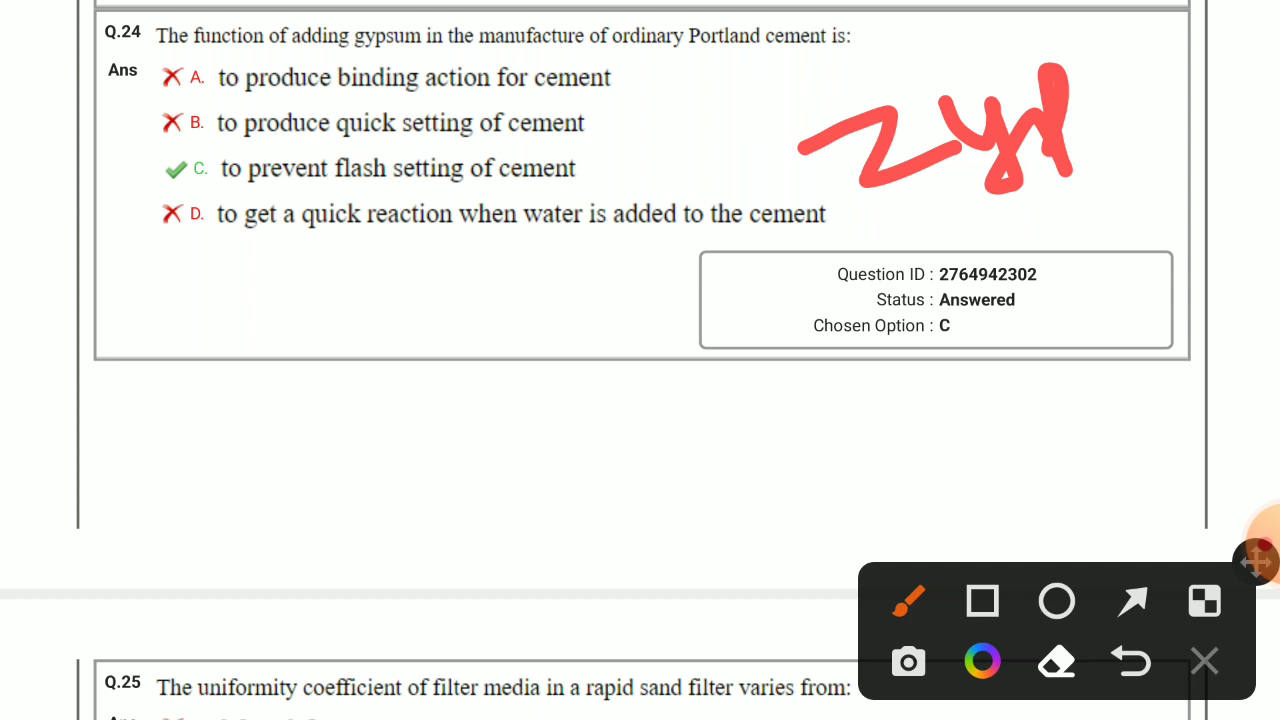 Q.24 The function of adding gypsum in the manufacture of ordinary Portland cement is:
Ans A. to produce binding action for cement
B. to produce quick setting of cement
C. to prevent flash setting of cement
D. to get a quick reaction when water is added to the cement
Question ID : 2764942302
Status : Answered
Chosen Option : C
Q.25 The uniformity coefficient of filter media in a rapid sand filter varies from: